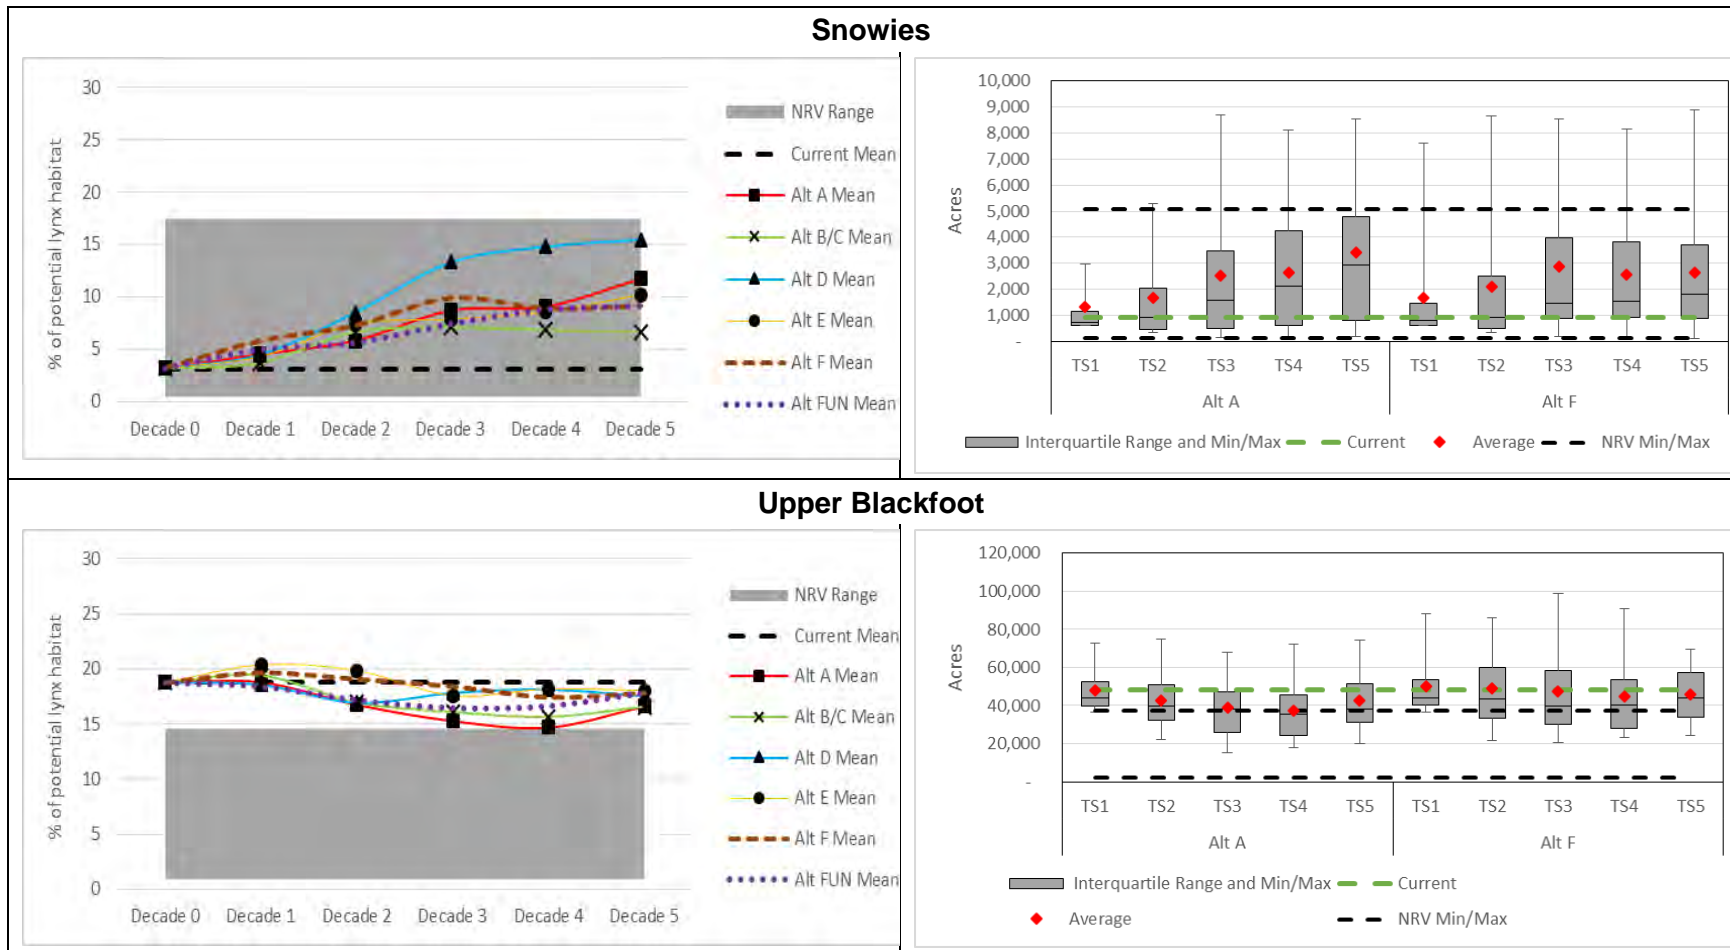 Snowies
% of potential lynx habitat
30
25
20
15
10
5
0
Decade 0 Decade 1 Decade 2 Decade 3 Decade 4 Decade 5
NRV Range
Current Mean
Alt A Mean
Alt B/C Mean
Alt D Mean
Alt E Mean
Alt F Mean
Alt FUN Mean
Acres
10,000
9,000
8,000
7,000
6,000
5,000
4,000
3,000
2,000
1,000
-
TS1 TS2 TS3 TS4 TS5 TS1 TS2 TS3 TS4 TS5
Alt A Alt F
Interquartile Range and Min/Max Current Average NRV Min/Max
Upper Blackfoot
% of potential lynx habitat
30
25
20
15
10
5
0
Decade 0 Decade 1 Decade 2 Decade 3 Decade 4 Decade 5
NRV Range
Current Mean
Alt A Mean
Alt B/C Mean
Alt D Mean
Alt E Mean
Alt F Mean
Alt FUN Mean
Acres
120,000
100,000
80,000
60,000
40,000
20,000
-
TS1 TS2 TS3 TS4 TS5 TS1 TS2 TS3 TS4 TS5
Alt A Alt F
Interquartile Range and Min/Max Current
Average NRV Min/Max